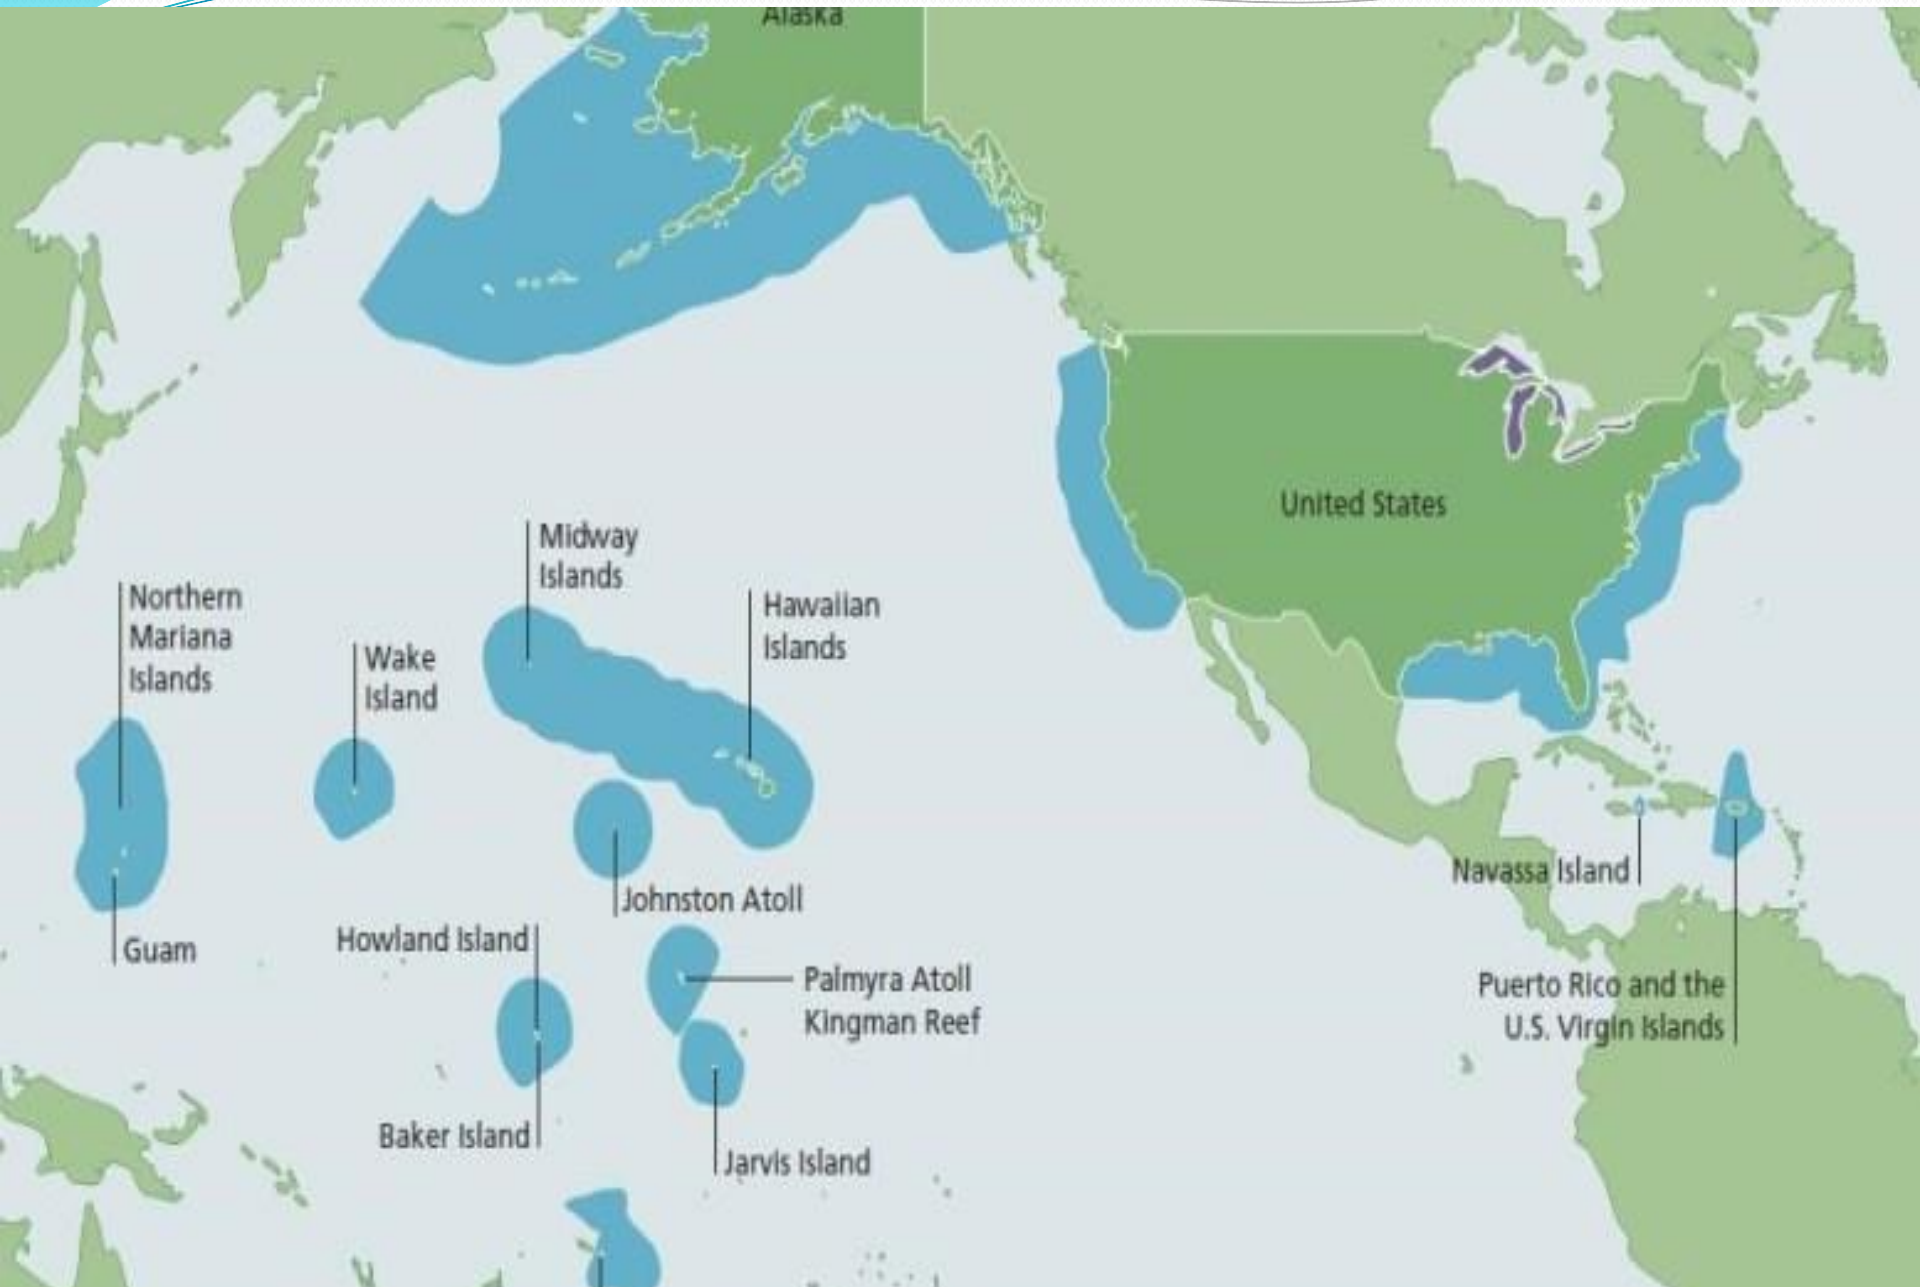 Alaska
United States
Midway
Islands
Northern
Mariana
Islands
Hawaiian
Islands
Wake
Island
Johnston Atoll
Navassa Island
Howland Island
Guam
Palmyra Atoll
Kingman Reef
Puerto Rico and the
U.S. Virgin Islands
Baker Island
Jarvis Island